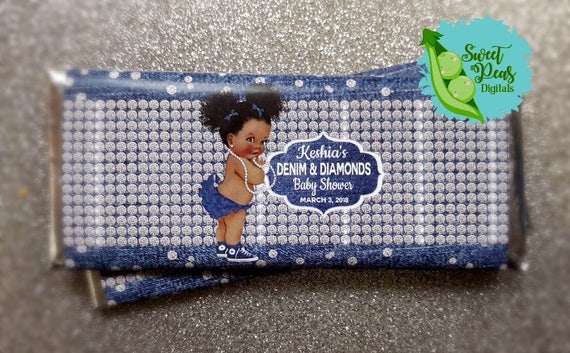 Sweet
Peas
Digitals
Keshia's
DENIM & DIAMONDS
Baby Shower
MARCH 3, 2018